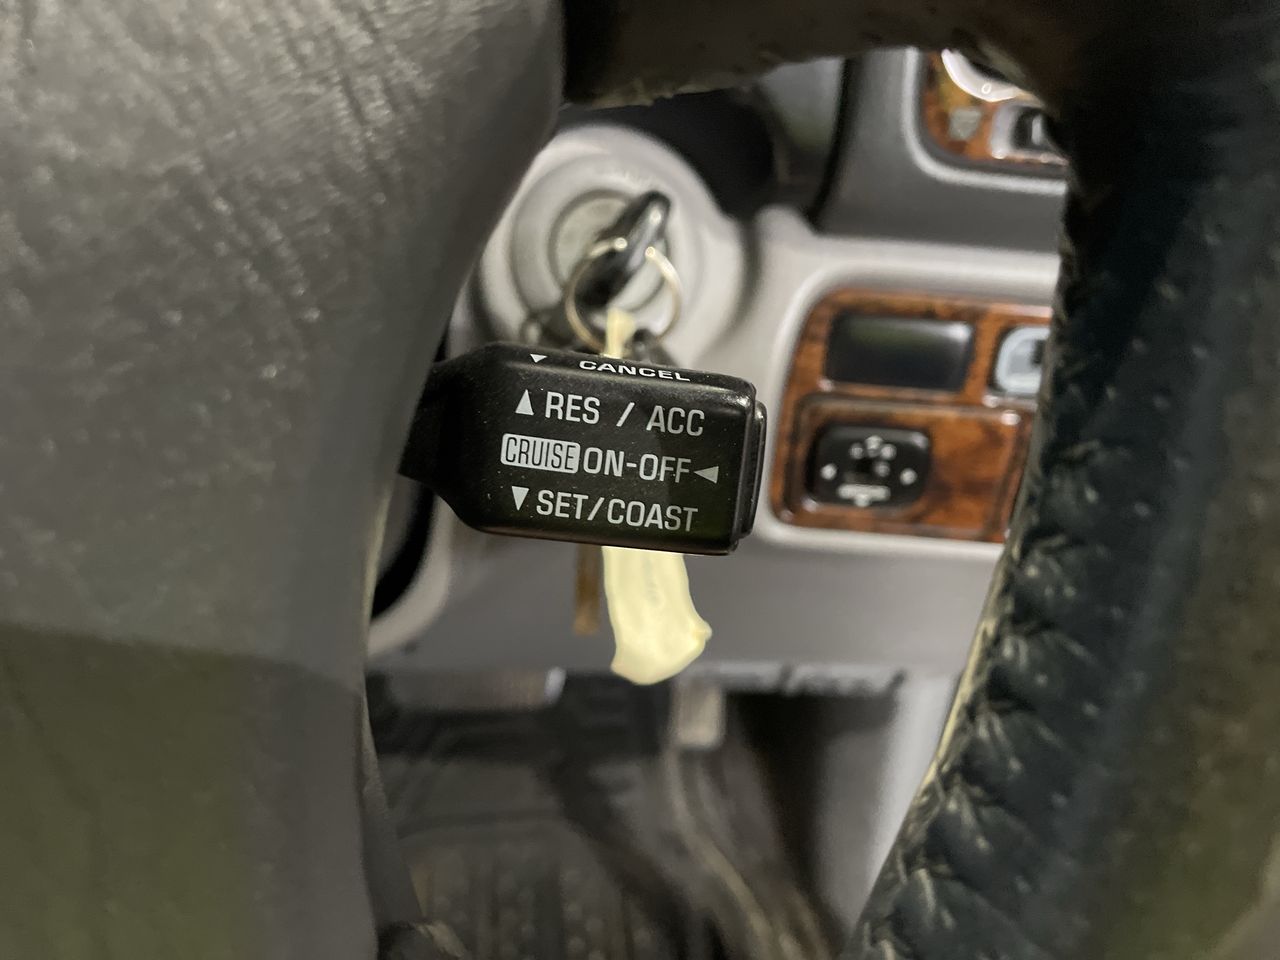 CANCEL
RES / ACC
CRUISE ON-OFF
SET/COAST